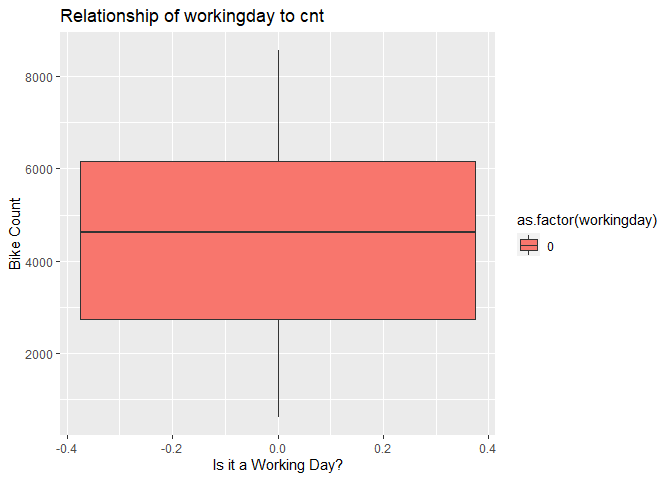 Relationship of workingday to cnt
Bike Count
8000
6000
4000
2000
-0.4
-0.2
0.0
0.2
0.4
Is it a Working Day?
as.factor(workingday)
0